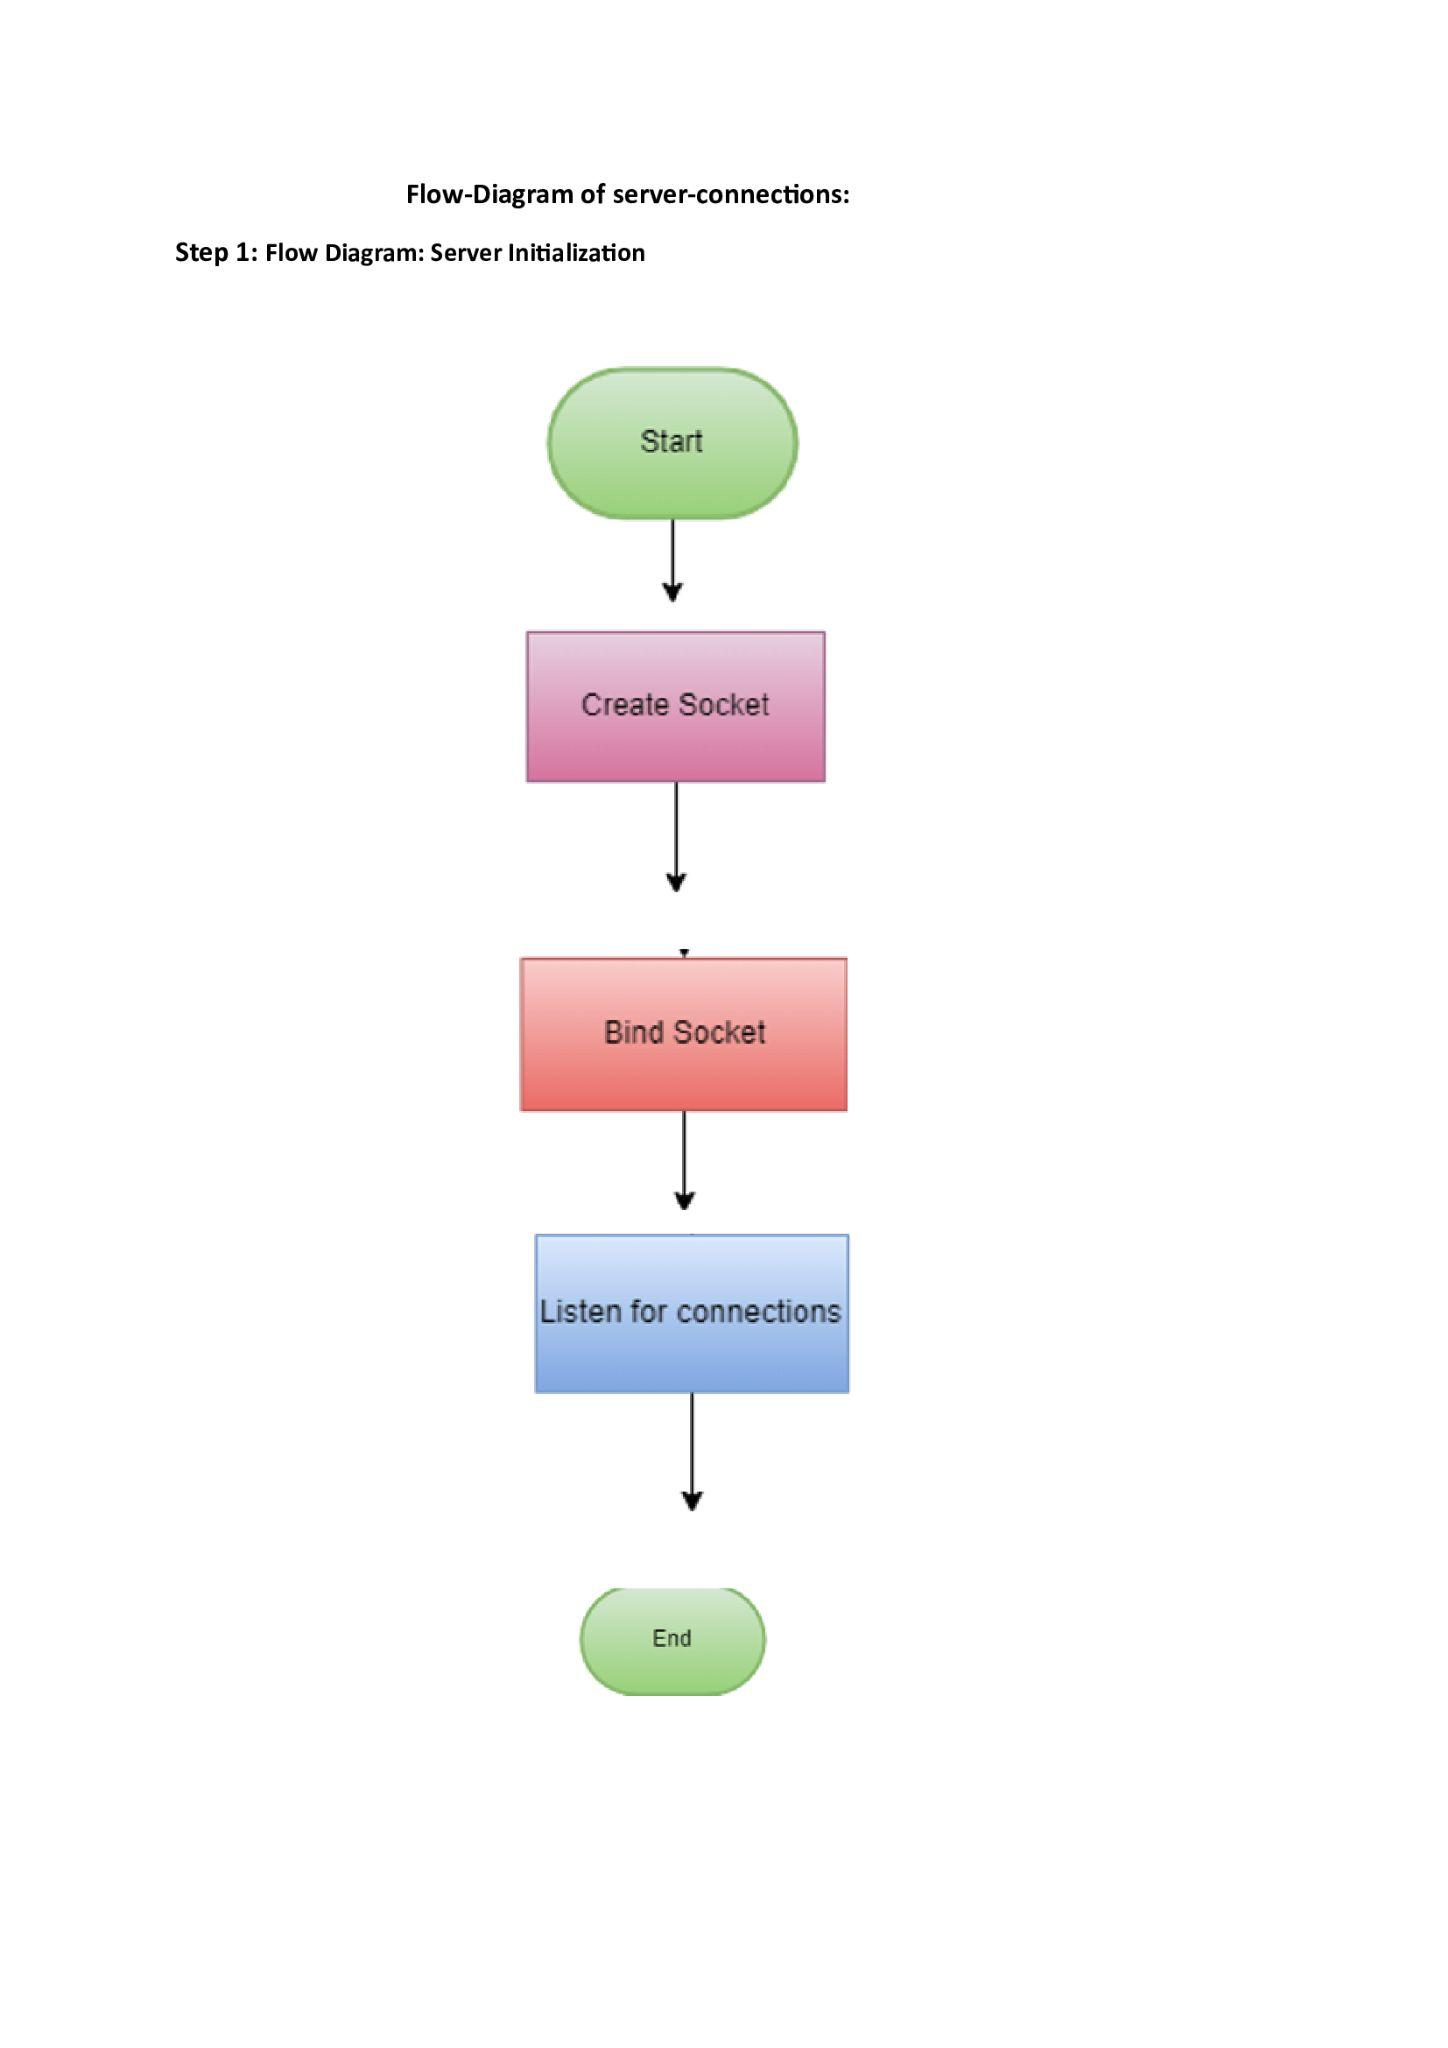 Flow-Diagram of server-connections:
Step 1: Flow Diagram: Server Initialization
Start
Create Socket
Bind Socket
Listen for connections
End